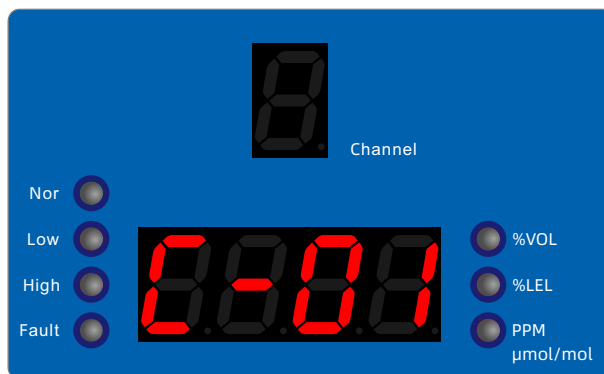 Channel
Nor
Low
High
Fault
C-01
%VOL
%LEL
PPM
μmol/mol